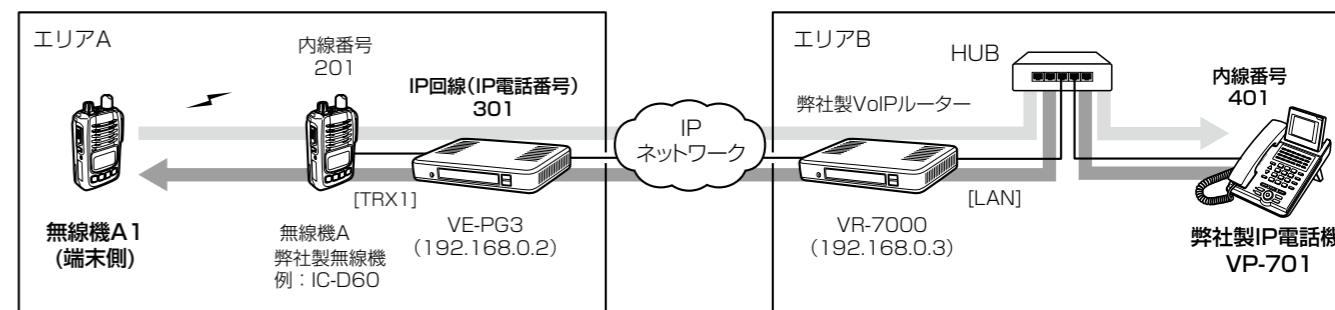 エリアA
内線番号
201
IP回線(IP電話番号)
301
[TRX1]
無線機A1
(端末側)
無線機A
弊社製無線機
例：IC-D60
VE-PG3
(192.168.0.2)
IP
ネットワーク
エリアB
HUB
弊社製VoIPルーター
内線番号
401
[LAN]
VR-7000
(192.168.0.3)
弊社製IP電話機
VP-701